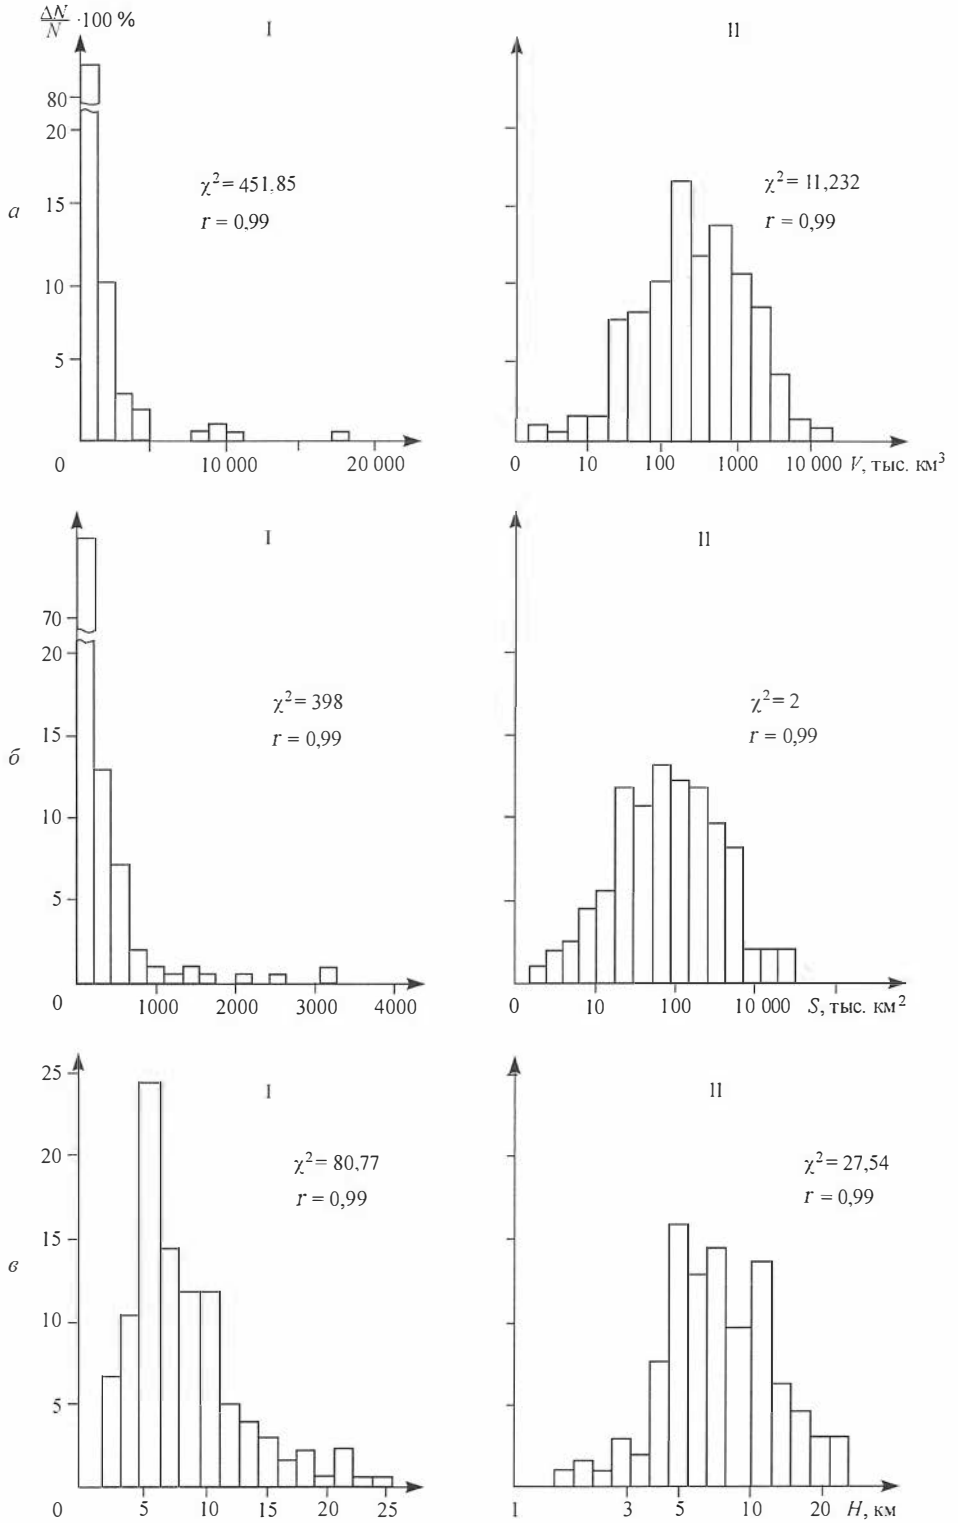 ΔN/N ·100 %
I
II
80
20
15
10
5
а
χ² = 451,85
r = 0,99
χ² = 11,232
r = 0,99
0 10 000 20 000
0 10 100 1000 10 000 V, тыс. км³
I
II
70
20
15
10
5
б
χ² = 398
r = 0,99
χ² = 2
r = 0,99
0 1000 2000 3000 4000
0 10 100 10 000 S, тыс. км²
25
20
15
10
5
I
II
в
χ² = 80,77
r = 0,99
χ² = 27,54
r = 0,99
0 5 10 15 20 25
1 3 5 10 20 H, км